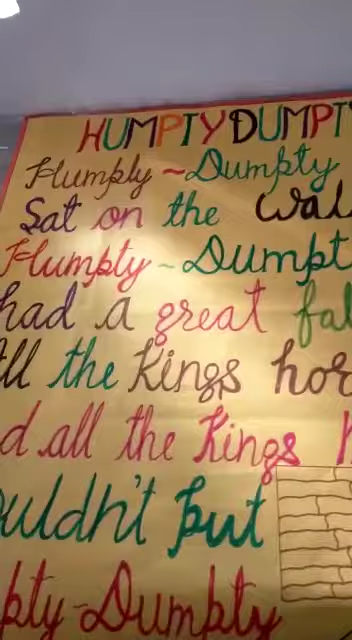 HUMPTY DUMPT
Humpty ~ Dumpty
Sat on the Wal
Humpty ~ Dumpt
had a great fal
ll the Kings hor
d all the Kings
uldn't put
pty-Dumpty